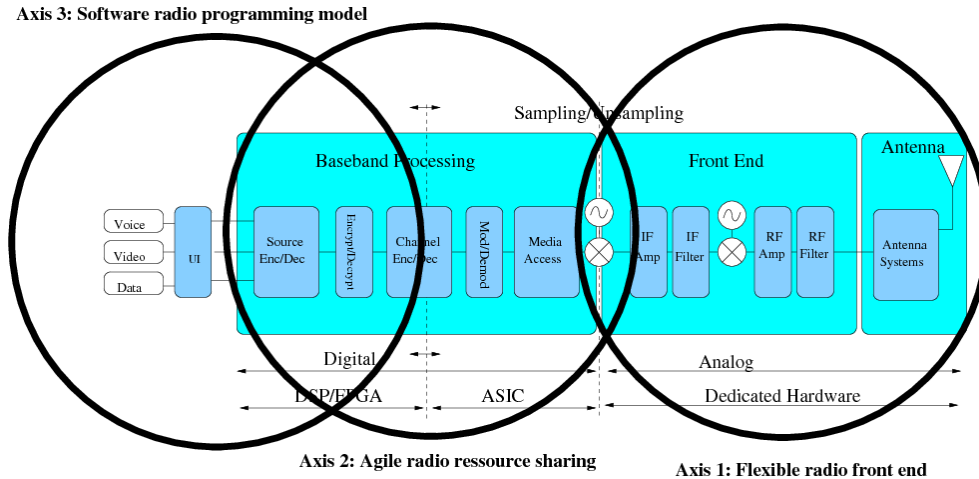 Axis 3: Software radio programming model
Sampling/Upsampling
Baseband Processing
Front End
Antenna
Voice
Video
Data
UI
Source
Enc/Dec
Encrypt/Decrypt
Channel
Enc/Dec
Mod/Demod
Media
Access
IF
Amp
IF
Filter
RF
Amp
RF
Filter
Antenna
Systems
Digital
Analog
DSP/FPGA
ASIC
Dedicated Hardware
Axis 2: Agile radio ressource sharing
Axis 1: Flexible radio front end